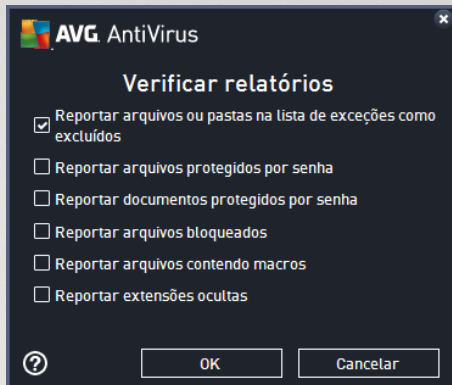 AVG. AntiVirus
Verificar relatórios
Reportar arquivos ou pastas na lista de exceções como
excluídos
Reportar arquivos protegidos por senha
Reportar documentos protegidos por senha
Reportar arquivos bloqueados
Reportar arquivos contendo macros
Reportar extensões ocultas
?
OK
Cancelar